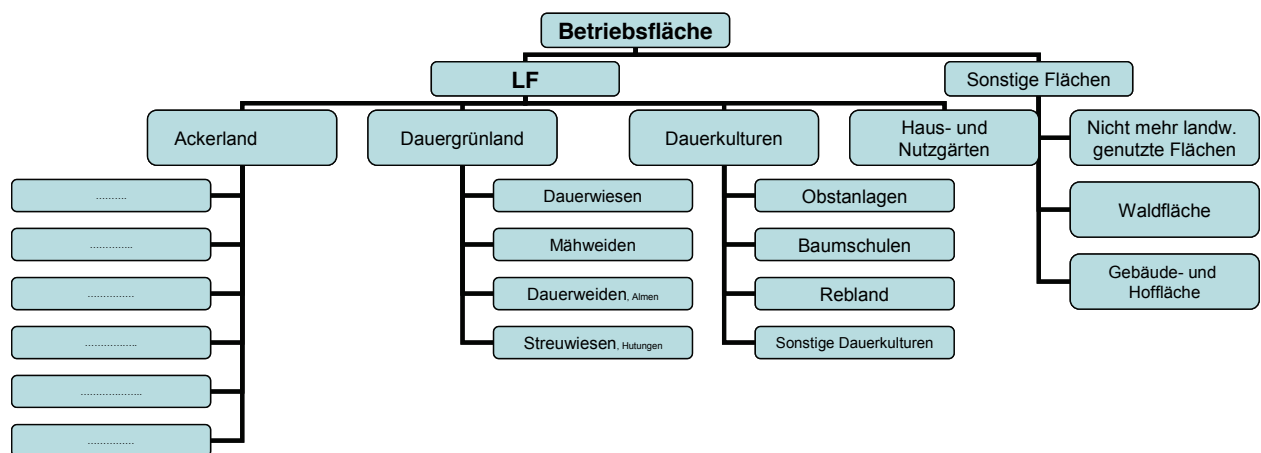 Betriebsfläche
LF
Sonstige Flächen
Ackerland
Dauergrünland
Dauerkulturen
Haus- und
Nutzgärten
Nicht mehr landw.
genutzte Flächen
..........
Dauerwiesen
Obstanlagen
Waldfläche
..............
Mähweiden
Baumschulen
...............
Dauerweiden, Almen
Rebland
Gebäude- und
Hoffläche
.................
Streuwiesen, Hutungen
Sonstige Dauerkulturen
....................
...............